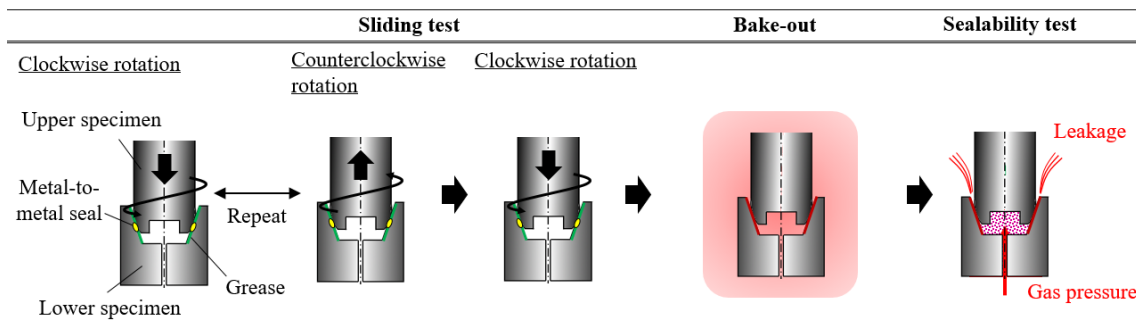 Sliding test
Bake-out
Sealability test
Clockwise rotation
Counterclockwise
rotation
Clockwise rotation
Upper specimen
Metal-to-
metal seal
Repeat
Grease
Lower specimen
Leakage
Gas pressure